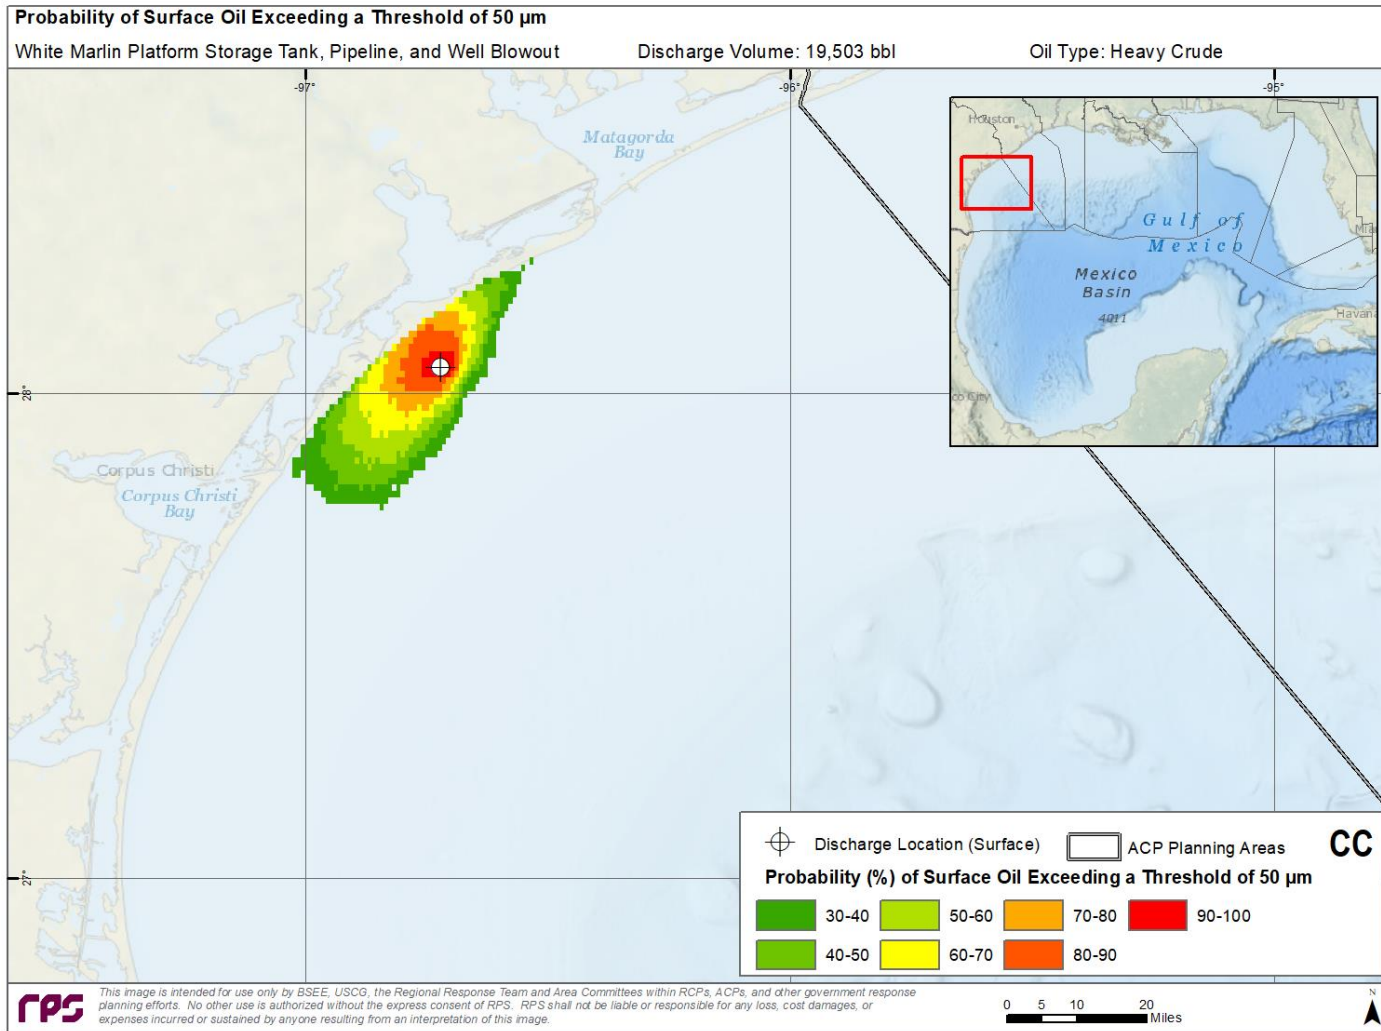 Probability of Surface Oil Exceeding a Threshold of 50 µm
White Marlin Platform Storage Tank, Pipeline, and Well Blowout Discharge Volume: 19,503 bbl Oil Type: Heavy Crude
-97° -96° -95°
Houston
Matagorda
Bay
Gulf of
Mexico
Mexico
Basin
4011
Havana
28°
Corpus Christi
Corpus Christi
Bay
27°
Discharge Location (Surface) ACP Planning Areas CC
Probability (%) of Surface Oil Exceeding a Threshold of 50 µm
30-40 50-60 70-80 90-100
40-50 60-70 80-90
rps
This image is intended for use only by BSEE, USCG, the Regional Response Team and Area Committees within RCPs, ACPs, and other government response
planning efforts. No other use is authorized without the express consent of RPS. RPS shall not be liable or responsible for any loss, cost damages, or
expenses incurred or sustained by anyone resulting from an interpretation of this image.
0 5 10 20
Miles
N